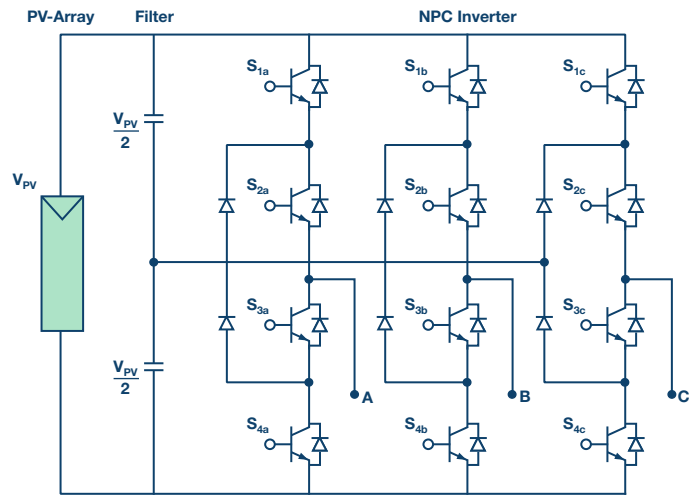 PV-Array Filter NPC Inverter
S1a S1b S1c
VPV
2
VPV
S2a S2b S2c
S3a S3b S3c
VPV
2
A B C
S4a S4b S4c